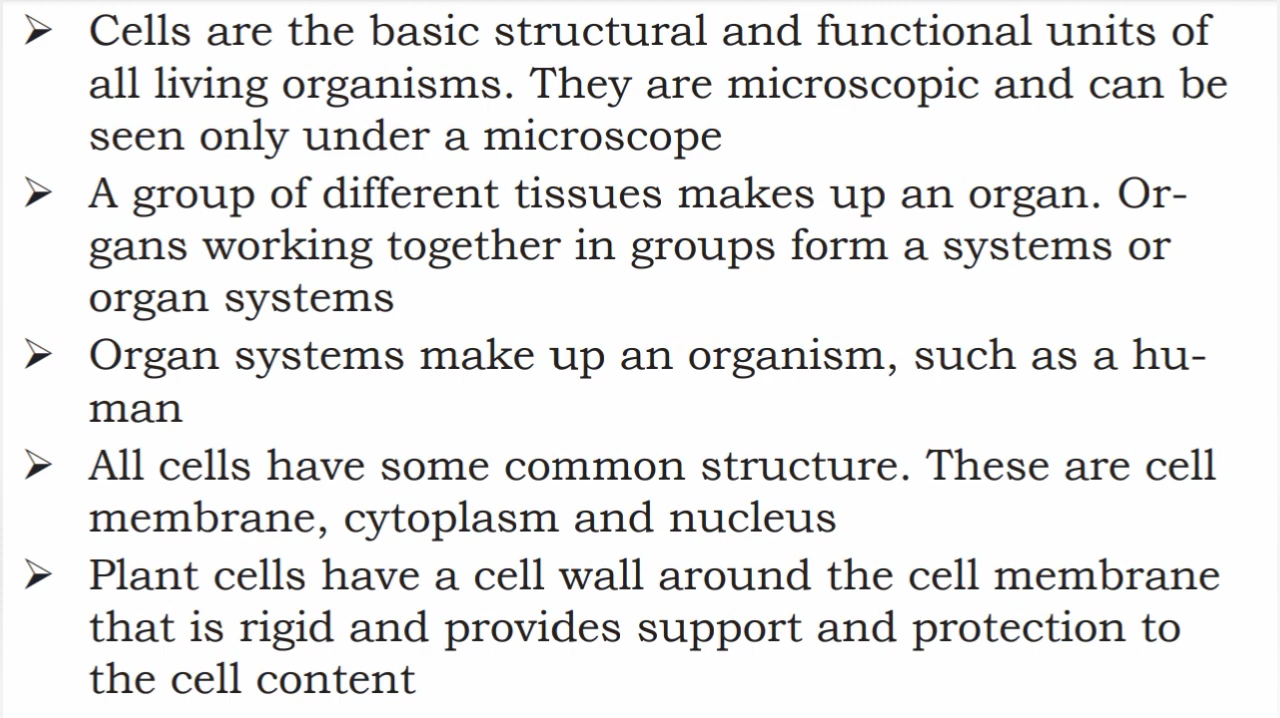 ➢ Cells are the basic structural and functional units of
all living organisms. They are microscopic and can be
seen only under a microscope
➢ A group of different tissues makes up an organ. Or-
gans working together in groups form a systems or
organ systems
➢ Organ systems make up an organism, such as a hu-
man
➢ All cells have some common structure. These are cell
membrane, cytoplasm and nucleus
➢ Plant cells have a cell wall around the cell membrane
that is rigid and provides support and protection to
the cell content